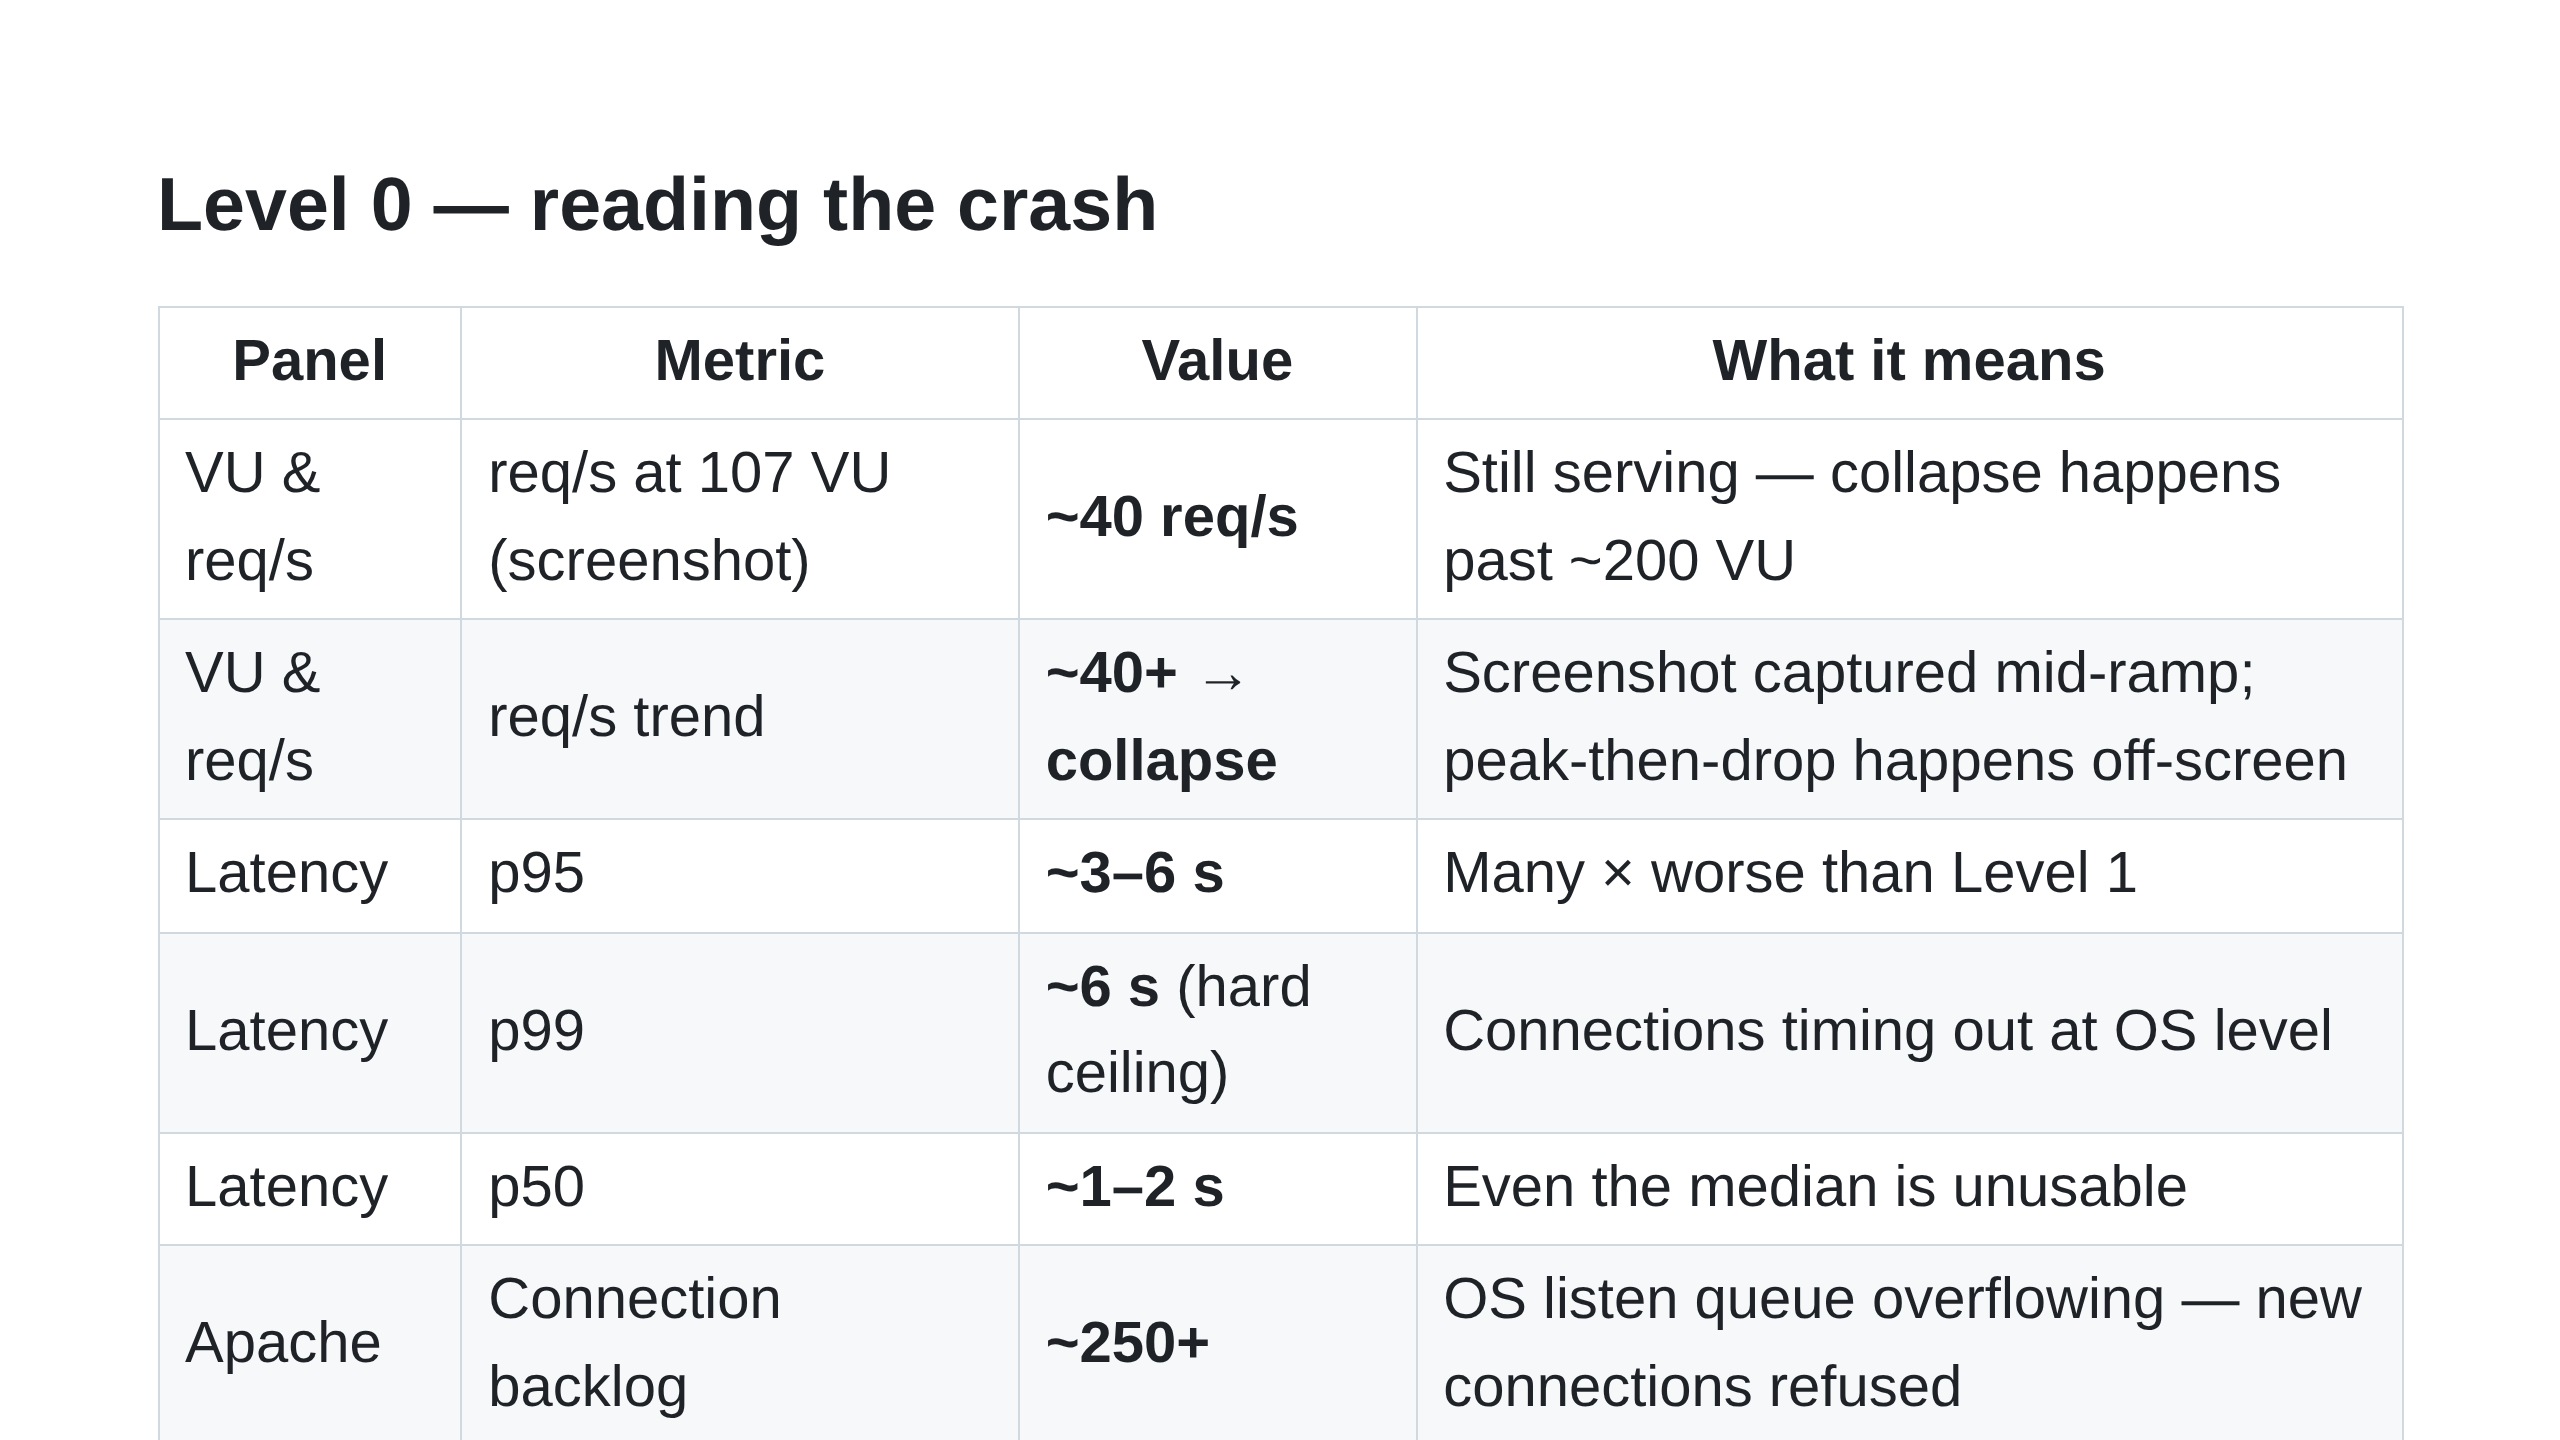 Level 0 — reading the crash
Panel Metric Value What it means
VU & req/s at 107 VU ~40 req/s Still serving — collapse happens
req/s (screenshot) past ~200 VU
VU & req/s trend ~40+ → Screenshot captured mid-ramp;
req/s collapse peak-then-drop happens off-screen
Latency p95 ~3–6 s Many × worse than Level 1
Latency p99 ~6 s (hard Connections timing out at OS level
ceiling)
Latency p50 ~1–2 s Even the median is unusable
Apache Connection ~250+ OS listen queue overflowing — new
backlog connections refused